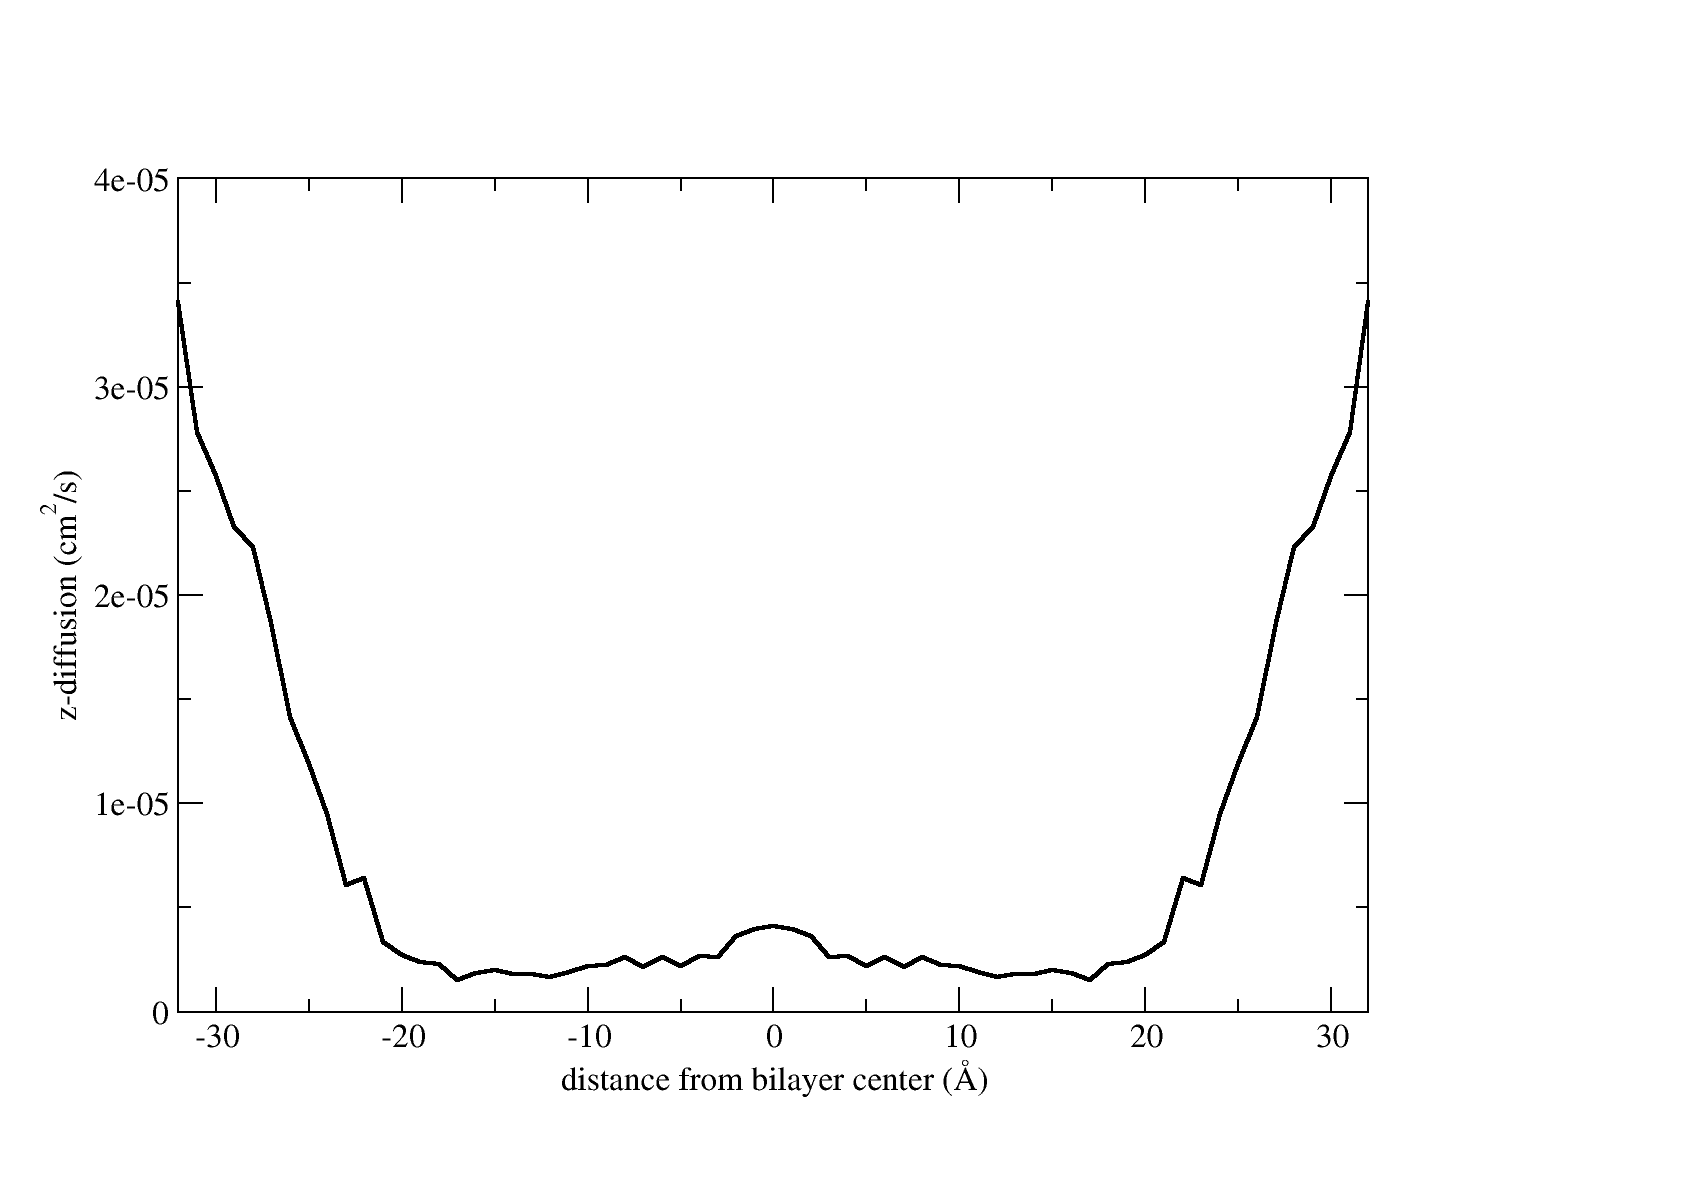 4e-05
3e-05
2e-05
1e-05
0
z-diffusion (cm²/s)
-30 -20 -10 0 10 20 30
distance from bilayer center (Å)